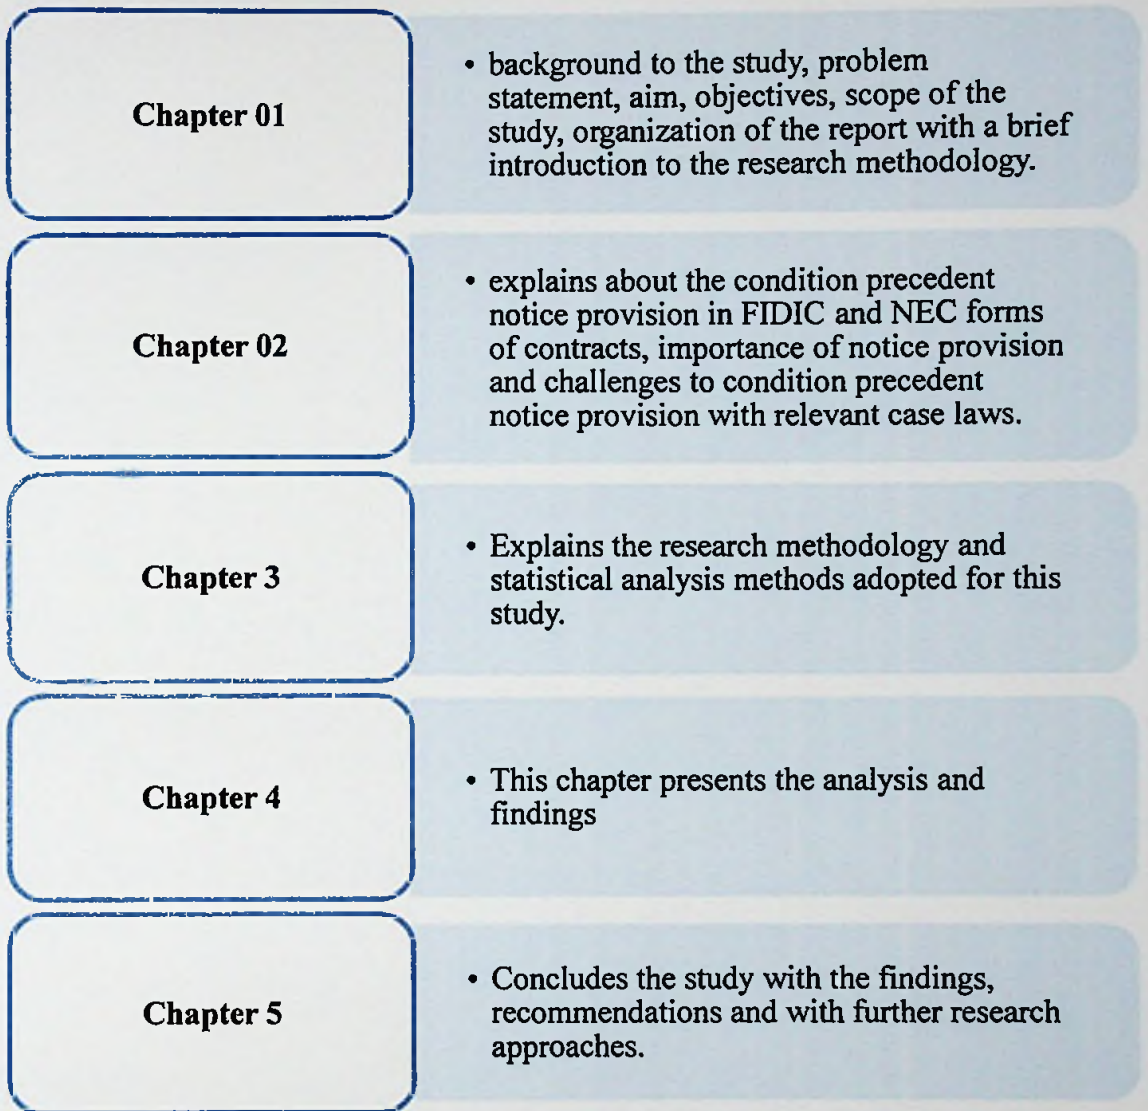 Chapter 01
• background to the study, problem
statement, aim, objectives, scope of the
study, organization of the report with a brief
introduction to the research methodology.
Chapter 02
• explains about the condition precedent
notice provision in FIDIC and NEC forms
of contracts, importance of notice provision
and challenges to condition precedent
notice provision with relevant case laws.
Chapter 3
• Explains the research methodology and
statistical analysis methods adopted for this
study.
Chapter 4
• This chapter presents the analysis and
findings
Chapter 5
• Concludes the study with the findings,
recommendations and with further research
approaches.